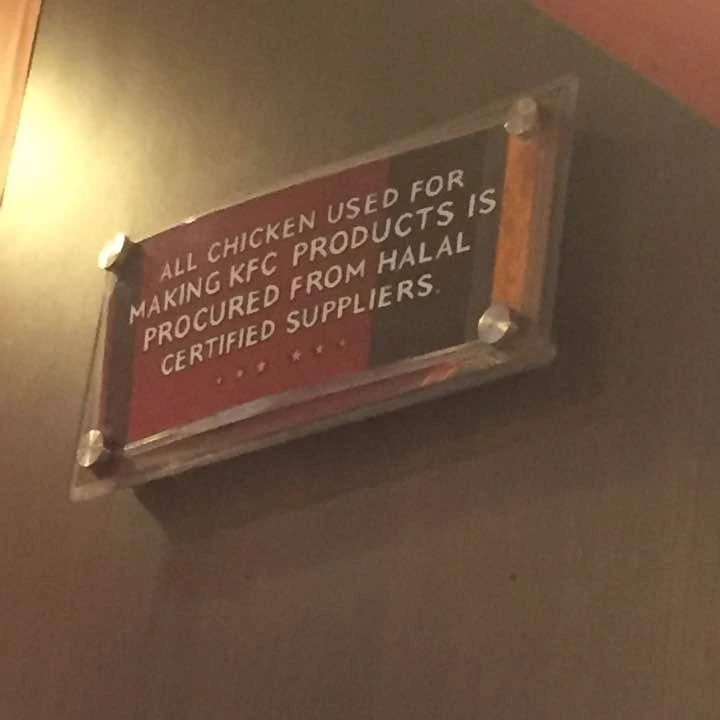 ALL CHICKEN USED FOR
MAKING KFC PRODUCTS IS
PROCURED FROM HALAL
CERTIFIED SUPPLIERS.